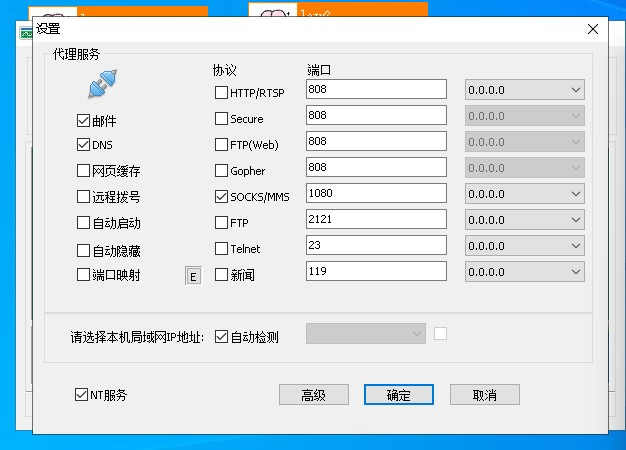 设置
代理服务
协议 端口
HTTP/RTSP 808 0.0.0.0
邮件 Secure 808 0.0.0.0
DNS FTP(Web) 808 0.0.0.0
网页缓存 Gopher 808 0.0.0.0
远程拨号 SOCKS/MMS 1080 0.0.0.0
自动启动 FTP 2121 0.0.0.0
自动隐藏 Telnet 23 0.0.0.0
端口映射 E 新闻 119 0.0.0.0
请选择本机局域网IP地址: 自动检测
NT服务 高级 确定 取消